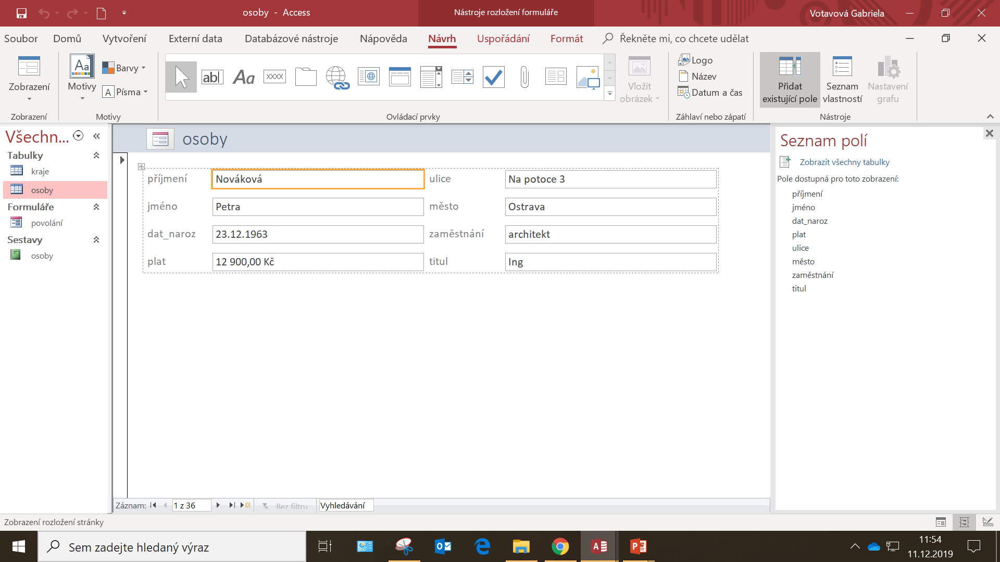 osoby - Access
Nástroje rozložení formuláře
Votavová Gabriela
Soubor
Domů
Vytvoření
Externí data
Databázové nástroje
Nápověda
Návrh
Uspořádání
Formát
Řekněte mi, co chcete udělat
Zobrazení
Zobrazení
Aa
Motivy
Barvy
A Písma
Motivy
ab
Aa
XXXX
Ovládací prvky
Vložit
obrázek
Logo
Název
Datum a čas
Záhlaví nebo zápatí
Přidat
existující pole
Seznam
vlastností
Nastavení
grafu
Nástroje
Všechn...
Tabulky
kraje
osoby
Formuláře
povolání
Sestavy
osoby
osoby
příjmení Nováková ulice Na potoce 3
jméno Petra město Ostrava
dat_naroz 23.12.1963 zaměstnání architekt
plat 12 900,00 Kč titul Ing
Seznam polí
Zobrazit všechny tabulky
Pole dostupná pro toto zobrazení:
příjmení
jméno
dat_naroz
plat
ulice
město
zaměstnání
titul
Záznam: 1 z 36 Bez filtru Vyhledávání
Zobrazení rozložení stránky
Sem zadejte hledaný výraz
11:54
11.12.2019